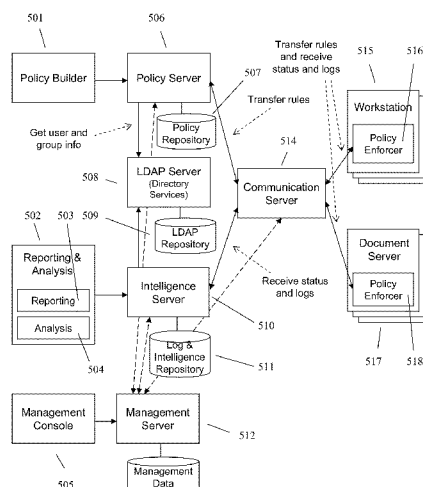 501
506
Transfer rules
and receive
status and logs
515
516
Policy Builder
Policy Server
507
Transfer rules
Workstation
Policy
Enforcer
Get user and
group info
Policy
Repository
514
508
LDAP Server
(Directory
Services)
Communication
Server
502
503
509
LDAP
Repository
Document
Server
Reporting &
Analysis
Reporting
Analysis
Intelligence
Server
Receive status
and logs
Policy
Enforcer
510
504
Log &
Intelligence
Repository
511
517
518
Management
Console
Management
Server
512
505
Management
Data